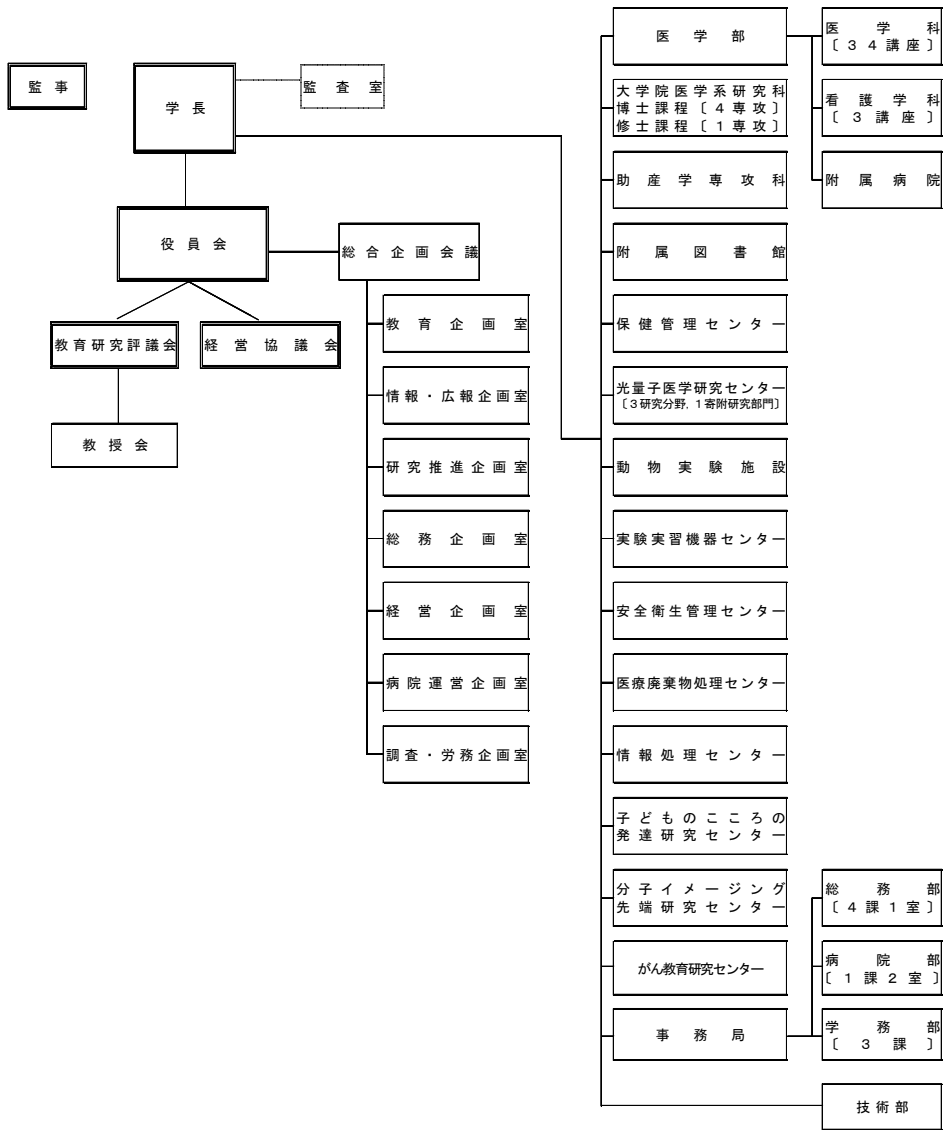 監事
学長
監査室
役員会
総合企画会議
教育研究評議会
経営協議会
教授会
教育企画室
情報・広報企画室
研究推進企画室
総務企画室
経営企画室
病院運営企画室
調査・労務企画室
医学部
大学院医学系研究科
博士課程〔4専攻〕
修士課程〔1専攻〕
助産学専攻科
附属図書館
保健管理センター
光量子医学研究センター
〔3研究分野，1寄附研究部門〕
動物実験施設
実験実習機器センター
安全衛生管理センター
医療廃棄物処理センター
情報処理センター
子どものこころの
発達研究センター
分子イメージング
先端研究センター
がん教育研究センター
事務局
医学科
〔34講座〕
看護学科
〔3講座〕
附属病院
総務部
〔4課1室〕
病院部
〔1課2室〕
学務部
〔3課〕
技術部